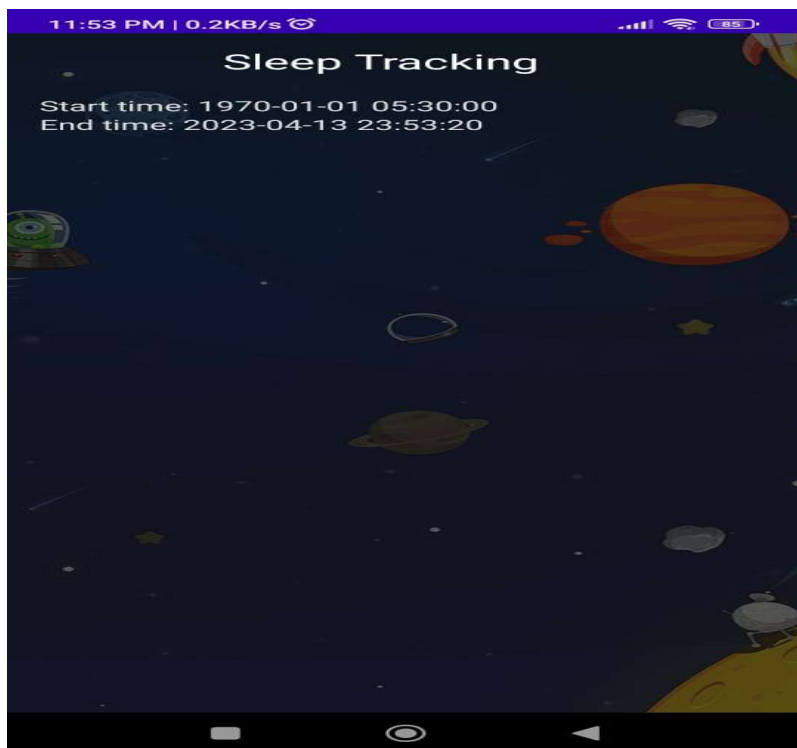 11:53 PM | 0.2KB/s
85
Sleep Tracking
Start time: 1970-01-01 05:30:00
End time: 2023-04-13 23:53:20